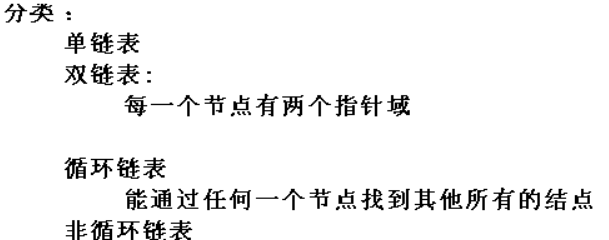 分类：
单链表
双链表:
每一个节点有两个指针域
循环链表
能通过任何一个节点找到其他所有的结点
非循环链表